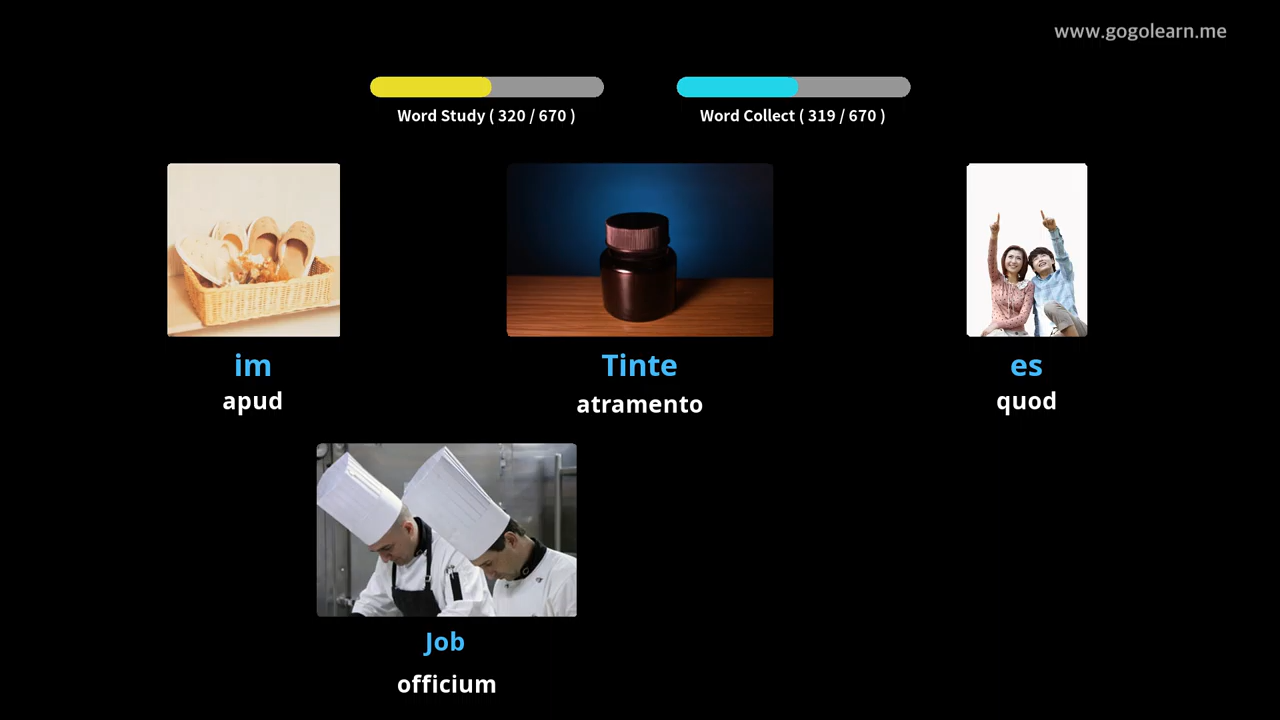 www.gogolearn.me
Word Study ( 320 / 670 )
Word Collect ( 319 / 670 )
im
apud
Tinte
atramento
es
quod
Job
officium